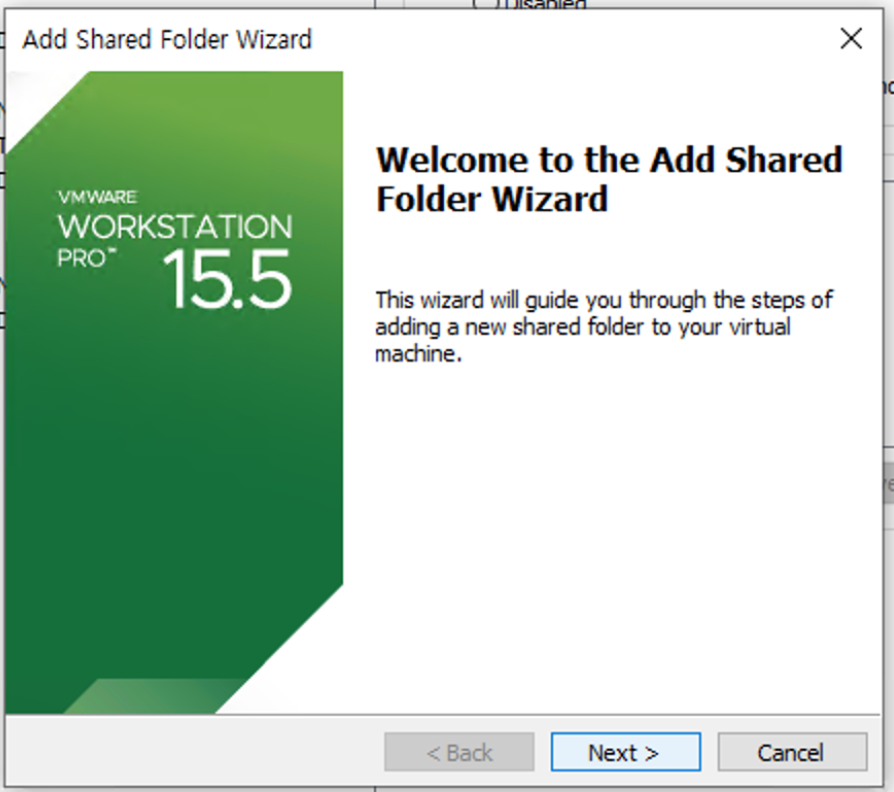 Disabled
Add Shared Folder Wizard
VMWARE
WORKSTATION
PRO™
15.5
Welcome to the Add Shared
Folder Wizard
This wizard will guide you through the steps of
adding a new shared folder to your virtual
machine.
< Back
Next >
Cancel